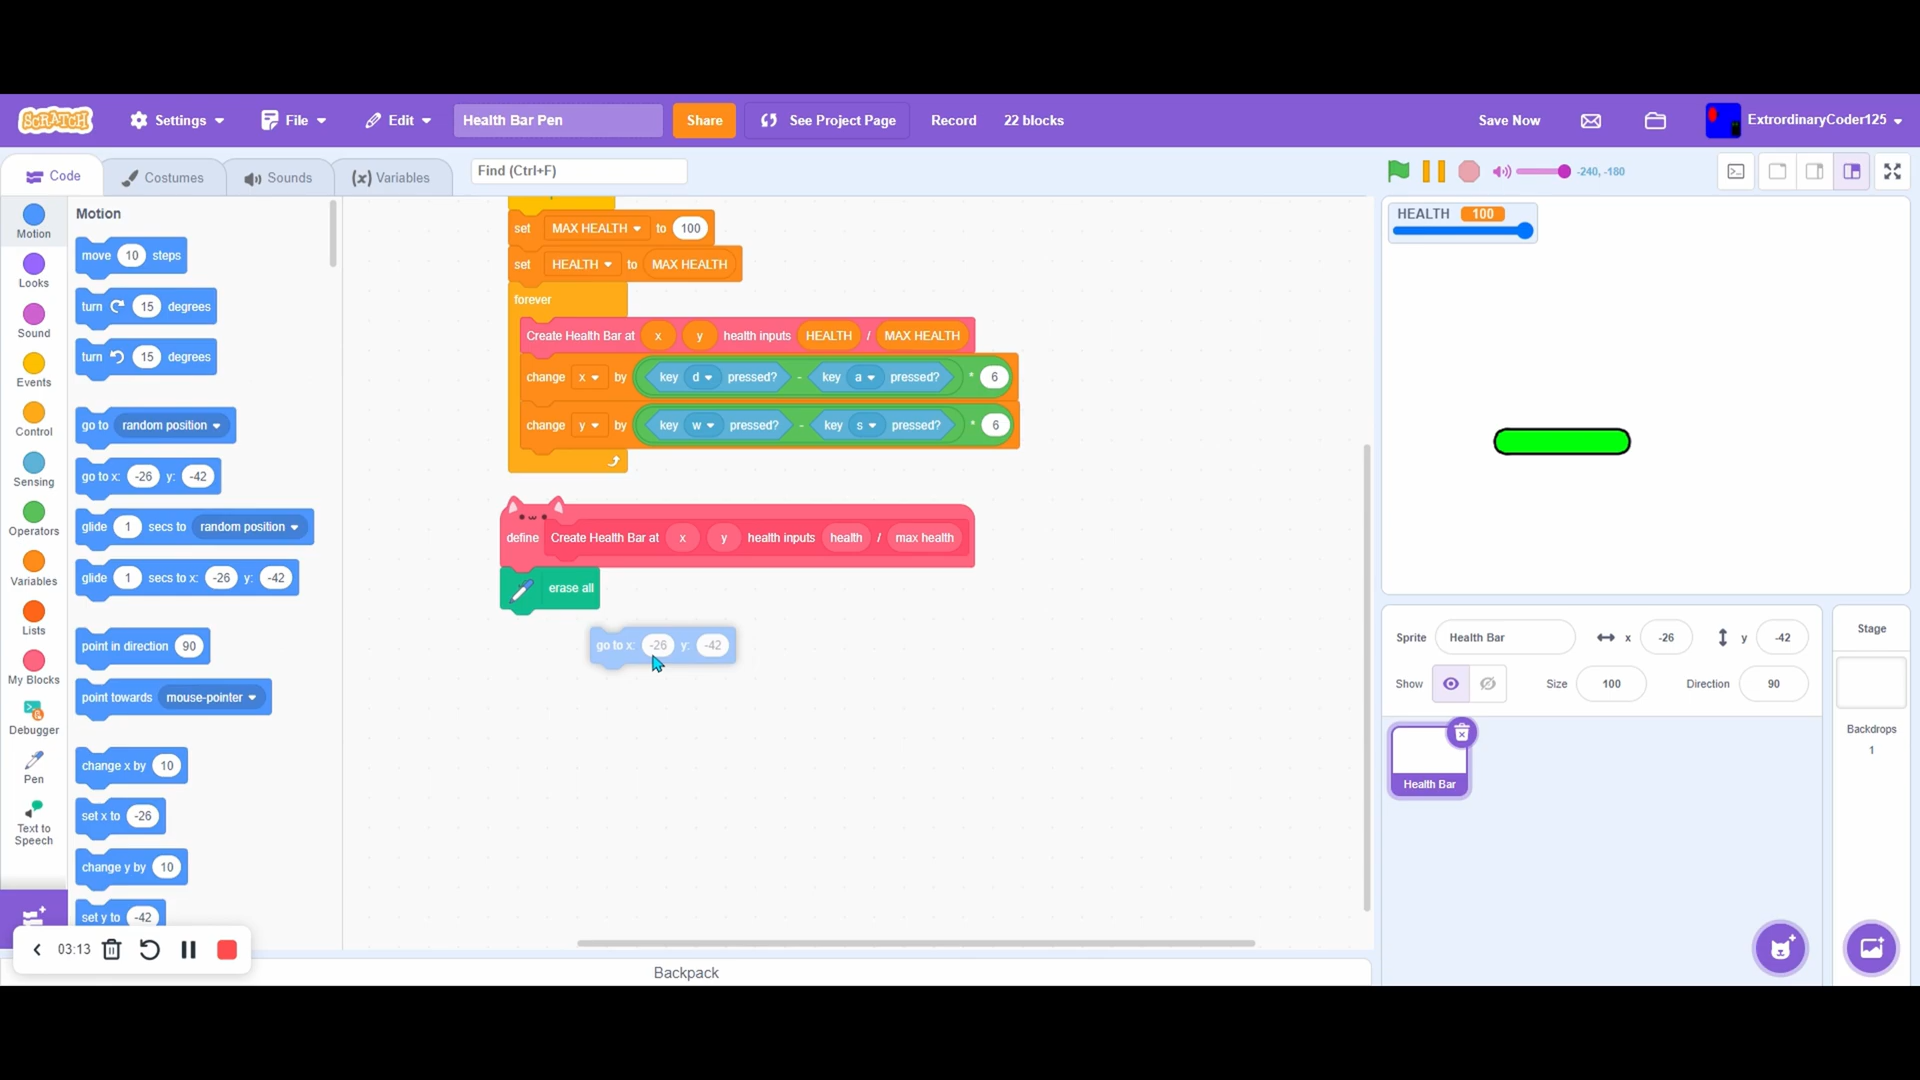 SCRATCH Settings File Edit Health Bar Pen Share See Project Page Record 22 blocks Save Now ExtrordinaryCoder125
Code Costumes Sounds (x) Variables Find (Ctrl+F) -240, -180
Motion
Looks
Sound
Events
Control
Sensing
Operators
Variables
Lists
My Blocks
Debugger
Pen
Text to
Speech
Motion
move 10 steps
turn 15 degrees
turn 15 degrees
go to random position
go to x: -26 y: -42
glide 1 secs to random position
glide 1 secs to x: -26 y: -42
point in direction 90
point towards mouse-pointer
change x by 10
set x to -26
change y by 10
set y to -42
03:13
set MAX HEALTH to 100
set HEALTH to MAX HEALTH
forever
Create Health Bar at x y health inputs HEALTH / MAX HEALTH
change x by key d pressed? - key a pressed? * 6
change y by key w pressed? - key s pressed? * 6
define Create Health Bar at x y health inputs health / max health
erase all
go to x: -26 y: -42
Backpack
HEALTH 100
Sprite Health Bar x -26 y -42
Show Size 100 Direction 90
Health Bar
Stage
Backdrops
1